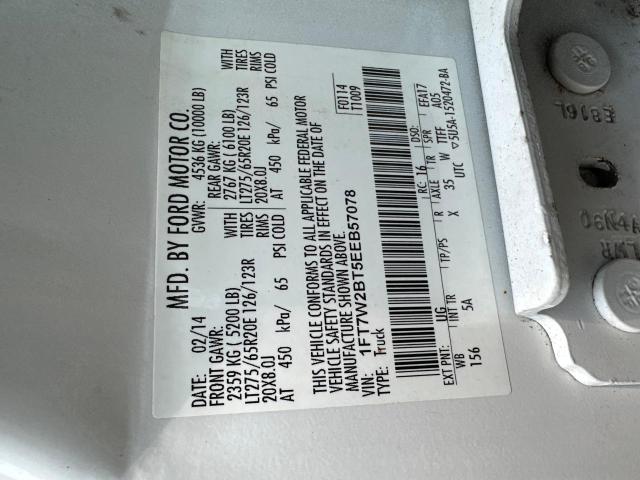 MFD. BY FORD MOTOR CO.
DATE: 02/14
GVWR: 4536 KG (10000 LB)
FRONT GAWR:
2359 KG ( 5200 LB)
WITH
LT275/65R20E 126/123R
TIRES
20X8.0J
RIMS
AT 450 kPa/ 65 PSI COLD
REAR GAWR:
2767 KG ( 6100 LB)
WITH
LT275/65R20E 126/123R
TIRES
20X8.0J
RIMS
AT 450 kPa/ 65 PSI COLD
THIS VEHICLE CONFORMS TO ALL APPLICABLE FEDERAL MOTOR
VEHICLE SAFETY STANDARDS IN EFFECT ON THE DATE OF
MANUFACTURE SHOWN ABOVE.
F0114
T1009
VIN: 1FT7W2BT5EEB57078
TYPE: Truck
EXT PNT: UG RC: 16 DSO: EFA17
WB INT TR TP/PS R AXLE TR SPR A05
156 5A X 35 W TTFF
UTC ▽5U5A-1520472-BA
E816L